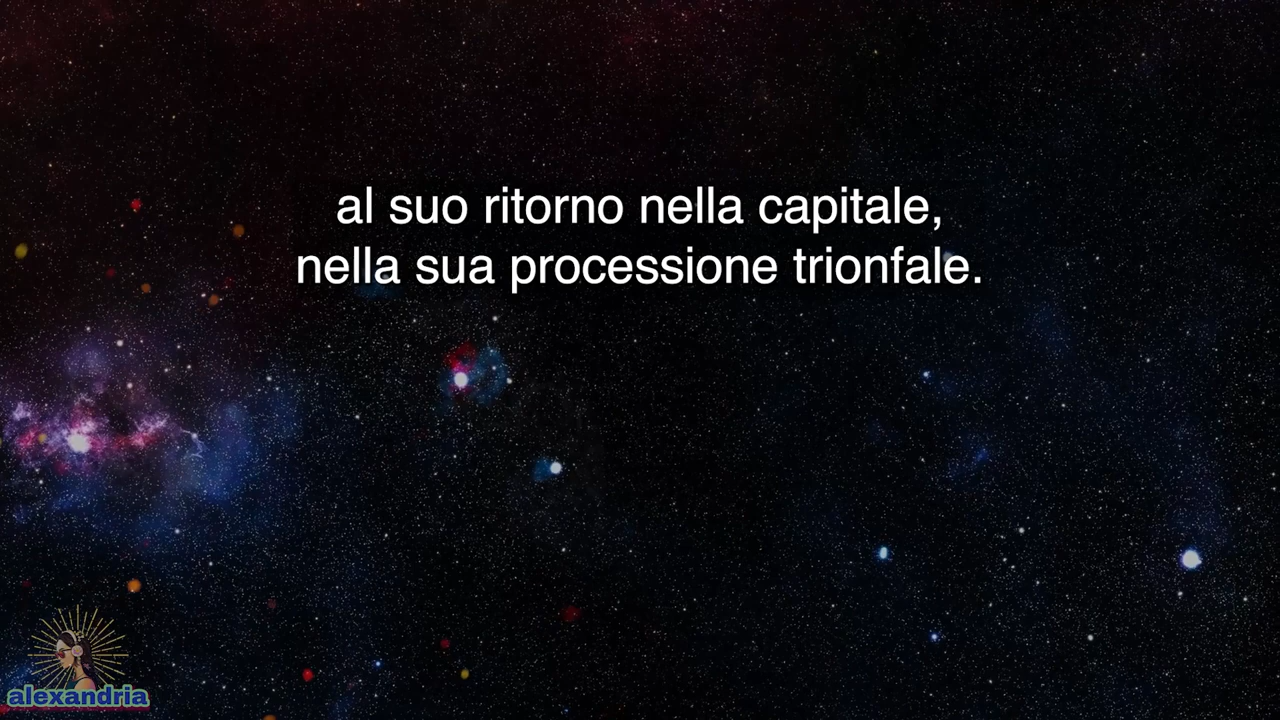 al suo ritorno nella capitale,
nella sua processione trionfale.
alexandria